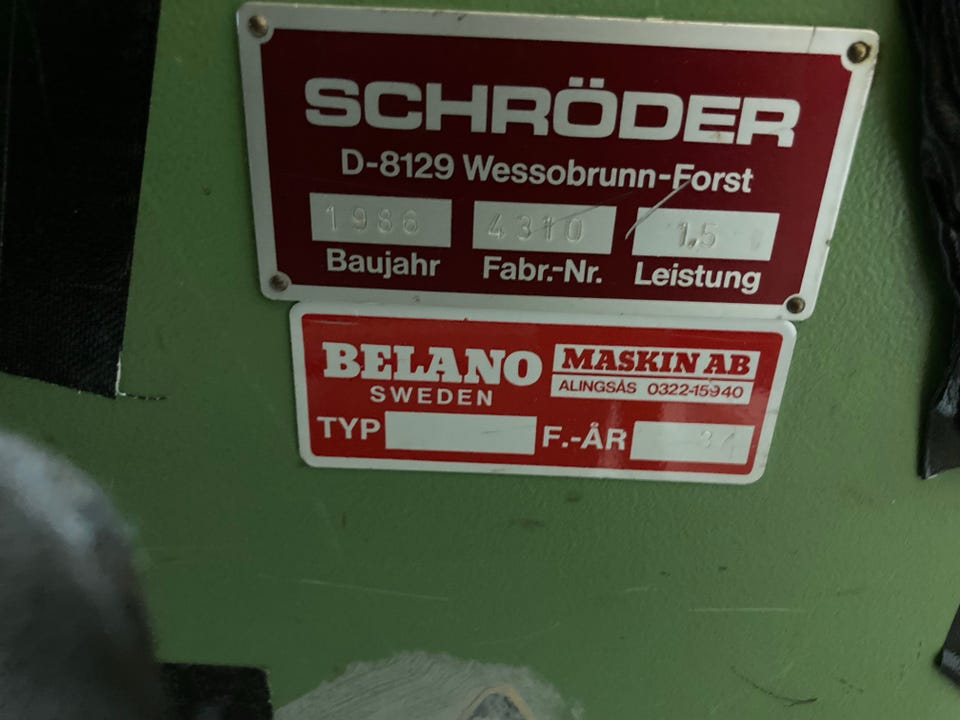 SCHRÖDER
D-8129 Wessobrunn-Forst
1986 4310 1,5
Baujahr Fabr.-Nr. Leistung
BELANO MASKIN AB
SWEDEN ALINGSÅS 0322-15940
TYP F.-ÅR